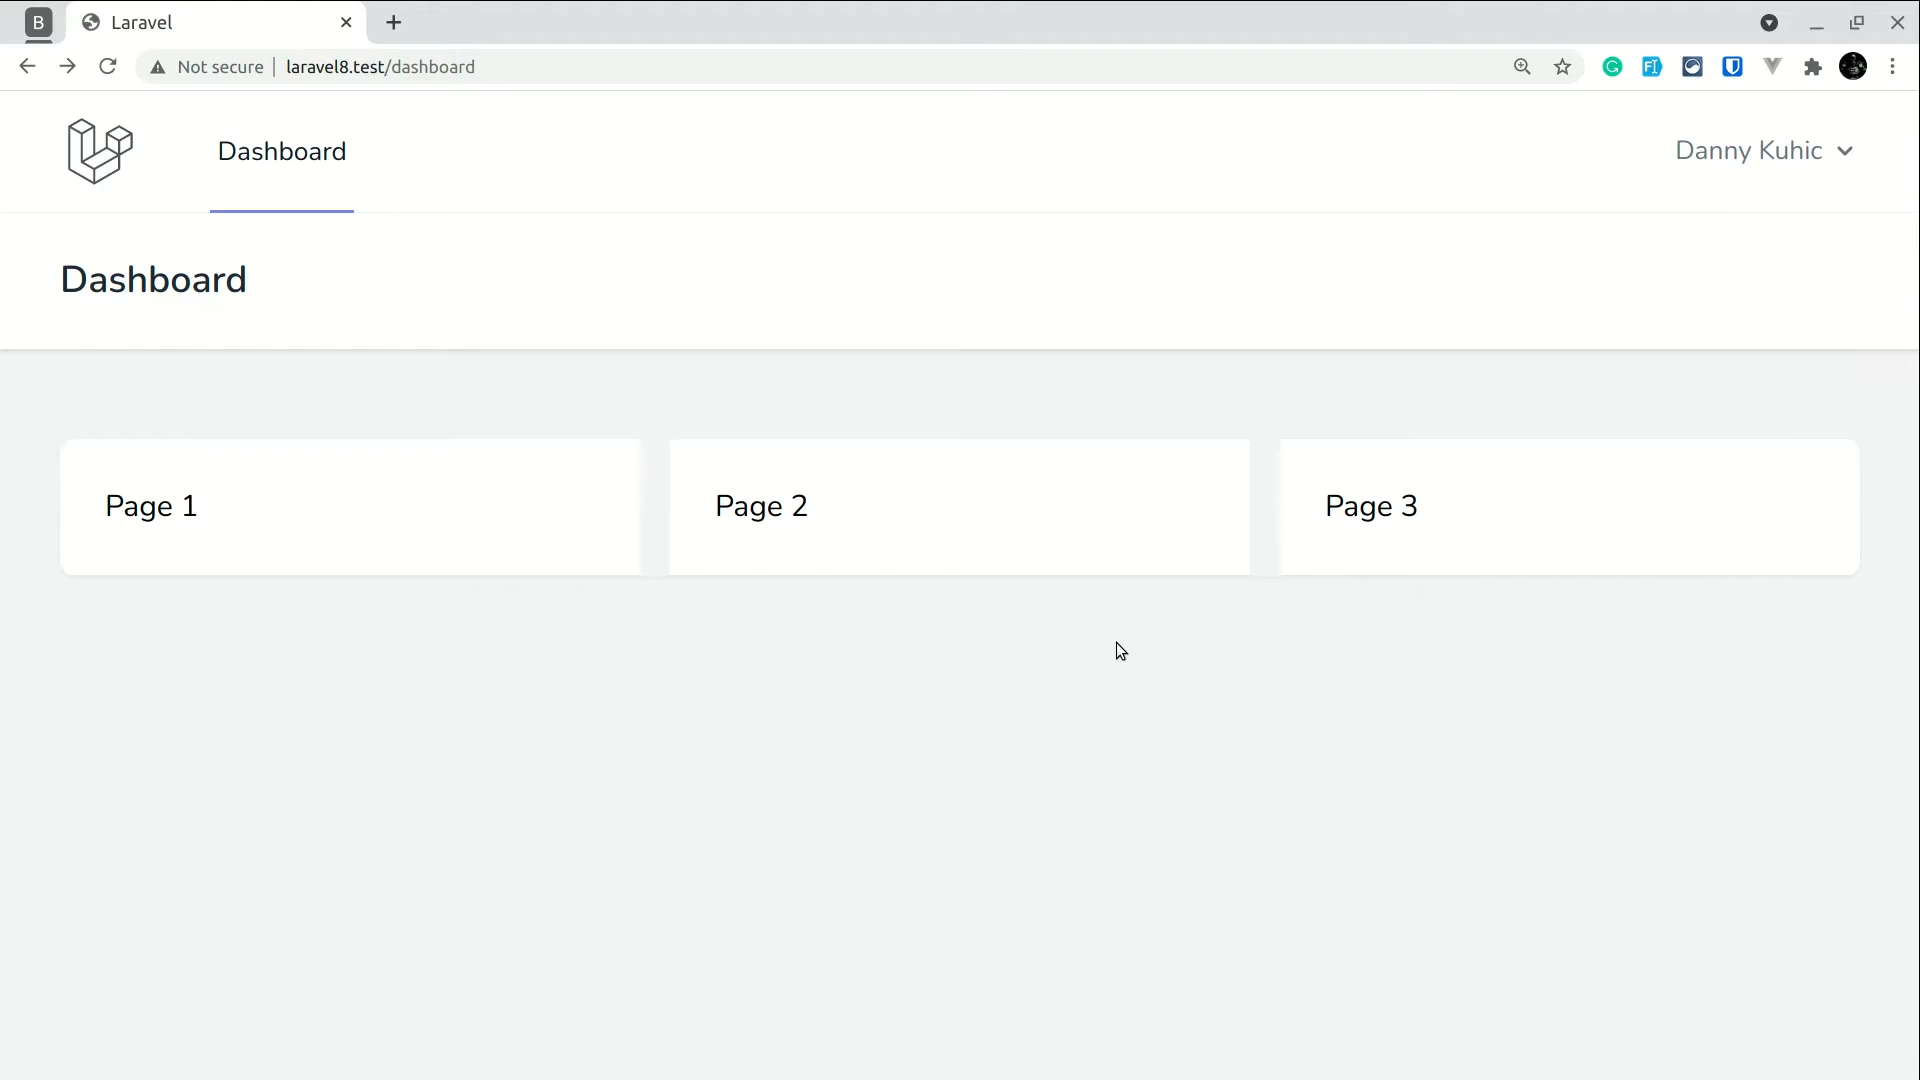 B
Laravel
Not secure | laravel8.test/dashboard
Dashboard
Danny Kuhic
Dashboard
Page 1
Page 2
Page 3